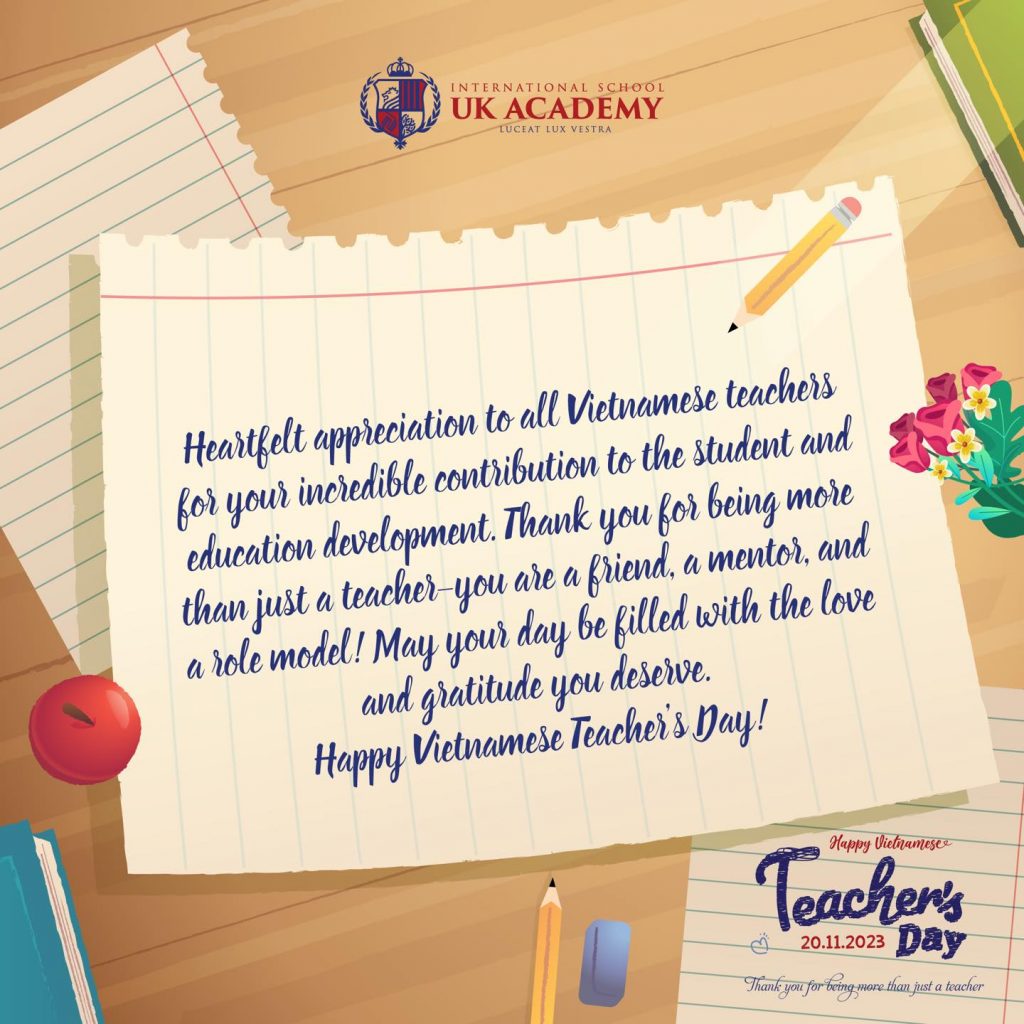 INTERNATIONAL SCHOOL
UK ACADEMY
LUCEAT LUX VESTRA
Heartfelt appreciation to all Vietnamese teachers
for your incredible contribution to the student and
education development. Thank you for being more
than just a teacher-you are a friend, a mentor, and
a role model! May your day be filled with the love
and gratitude you deserve.
Happy Vietnamese Teacher's Day!
Happy Vietnamese
Teacher's
20.11.2023 Day
Thank you for being more than just a teacher